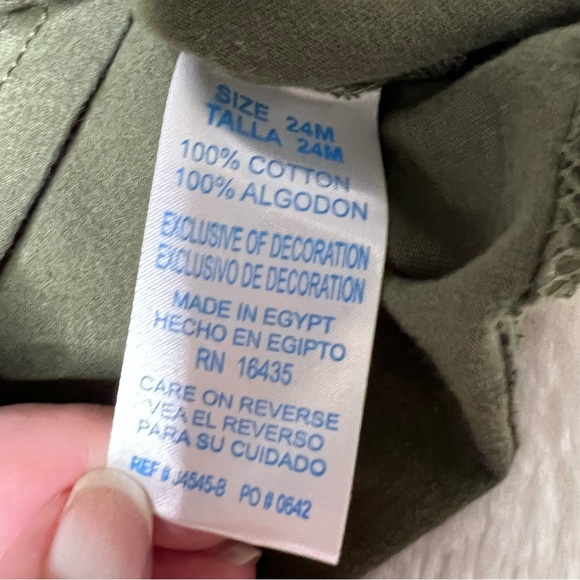 SIZE 24M
TALLA 24M
100% COTTON
100% ALGODON
EXCLUSIVE OF DECORATION
EXCLUSIVO DE DECORATION
MADE IN EGYPT
HECHO EN EGIPTO
RN 16435
CARE ON REVERSE
VEA EL REVERSO
PARA SU CUIDADO
REF # J4545-B PO # 0642